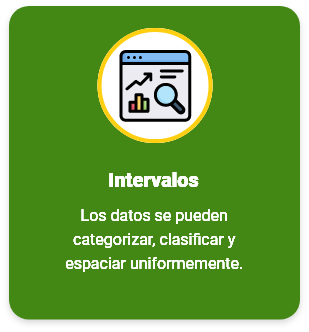 Intervalos
Los datos se pueden
categorizar, clasificar y
espaciar uniformemente.